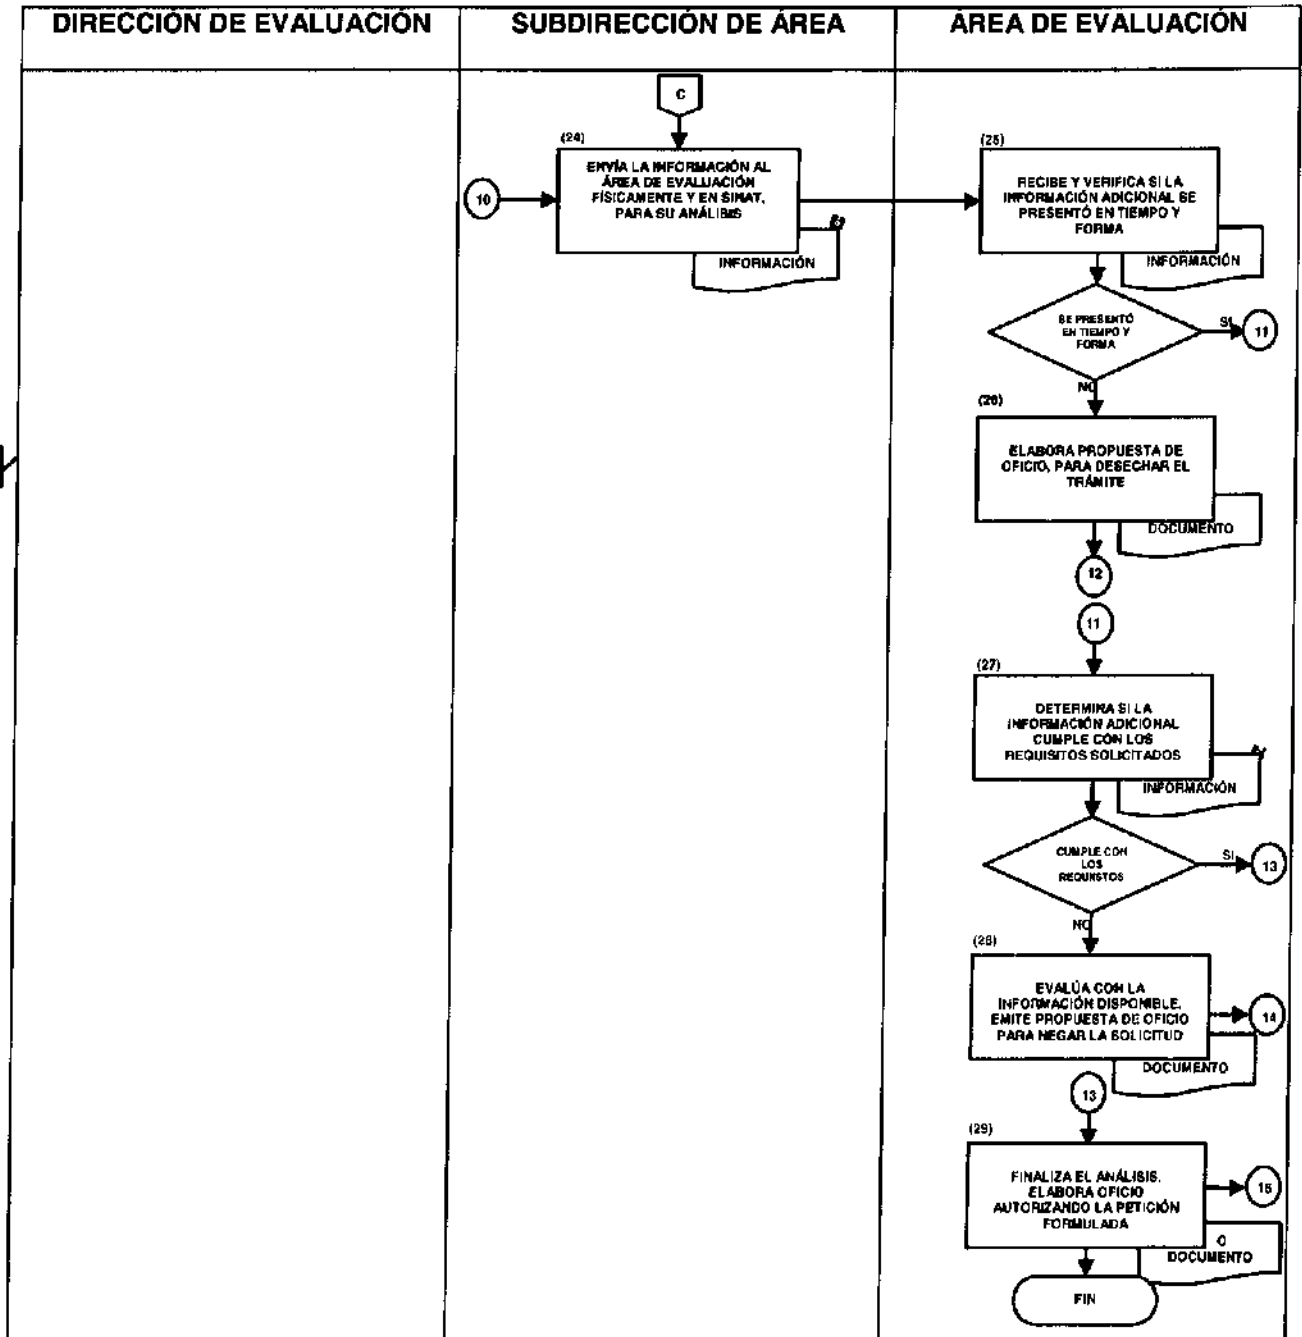 DIRECCIÓN DE EVALUACIÓN
SUBDIRECCIÓN DE ÁREA
ÁREA DE EVALUACIÓN
C
(24)
ENVÍA LA INFORMACIÓN AL
ÁREA DE EVALUACIÓN
FÍSICAMENTE Y EN SINAT,
PARA SU ANÁLISIS
10
INFORMACIÓN
(25)
RECIBE Y VERIFICA SI LA
INFORMACIÓN ADICIONAL SE
PRESENTÓ EN TIEMPO Y
FORMA
INFORMACIÓN
SE PRESENTÓ
EN TIEMPO Y
FORMA
SI
11
NO
(26)
ELABORA PROPUESTA DE
OFICIO, PARA DESECHAR EL
TRÁMITE
DOCUMENTO
12
11
(27)
DETERMINA SI LA
INFORMACIÓN ADICIONAL
CUMPLE CON LOS
REQUISITOS SOLICITADOS
INFORMACIÓN
CUMPLE CON
LOS
REQUISTOS
SI
13
NO
(28)
EVALÚA CON LA
INFORMACIÓN DISPONIBLE,
EMITE PROPUESTA DE OFICIO
PARA NEGAR LA SOLICITUD
14
DOCUMENTO
13
(29)
FINALIZA EL ANÁLISIS,
ELABORA OFICIO
AUTORIZANDO LA PETICIÓN
FORMULADA
15
O
DOCUMENTO
FIN